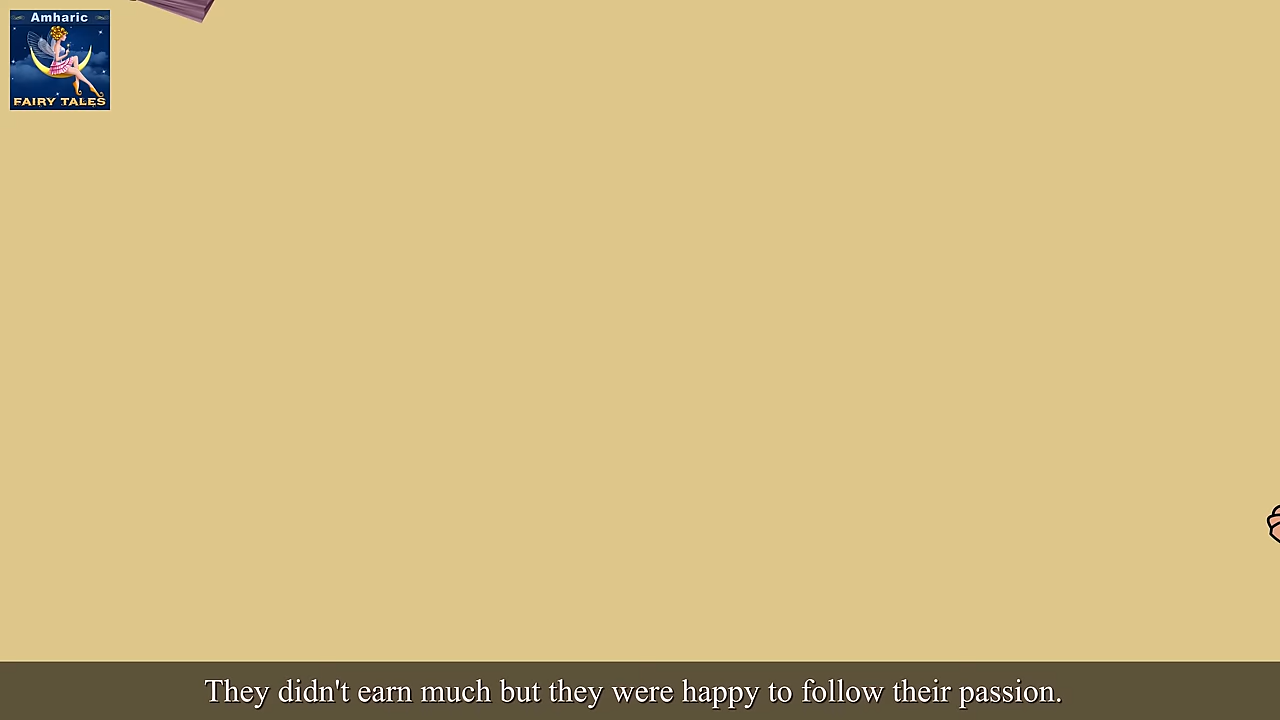 Amharic
FAIRY TALES
They didn't earn much but they were happy to follow their passion.